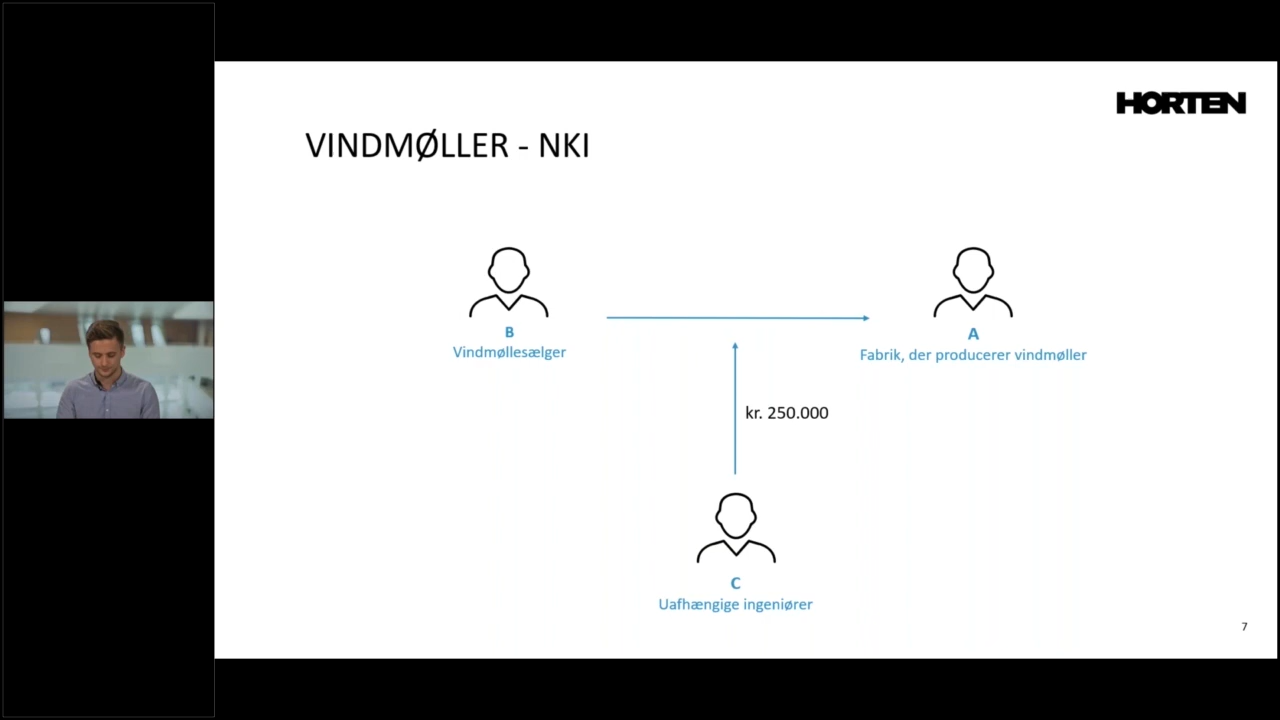 HORTEN
VINDMØLLER - NKI
B
Vindmøllesælger
A
Fabrik, der producerer vindmøller
kr. 250.000
C
Uafhængige ingeniører
7